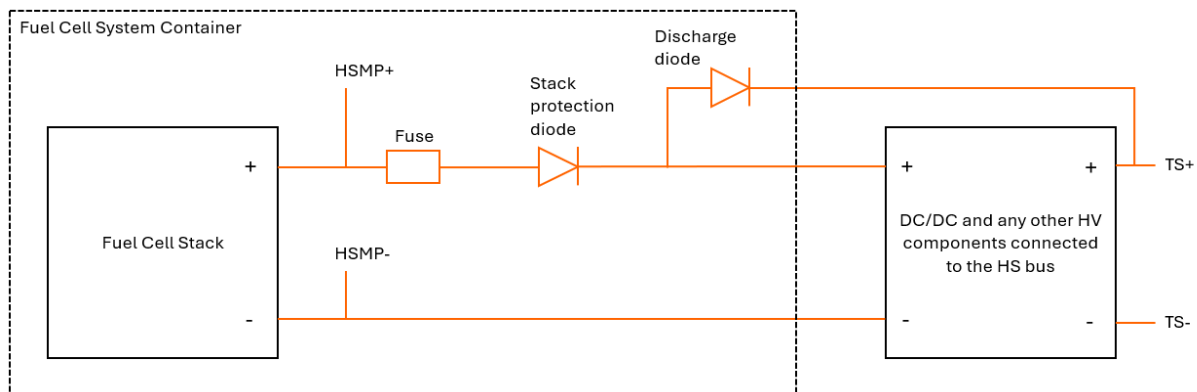 Fuel Cell System Container
Discharge
diode
HSMP+
Stack
protection
diode
Fuse
+
+
+
TS+
Fuel Cell Stack
DC/DC and any other HV
components connected
to the HS bus
HSMP-
-
-
-
TS-